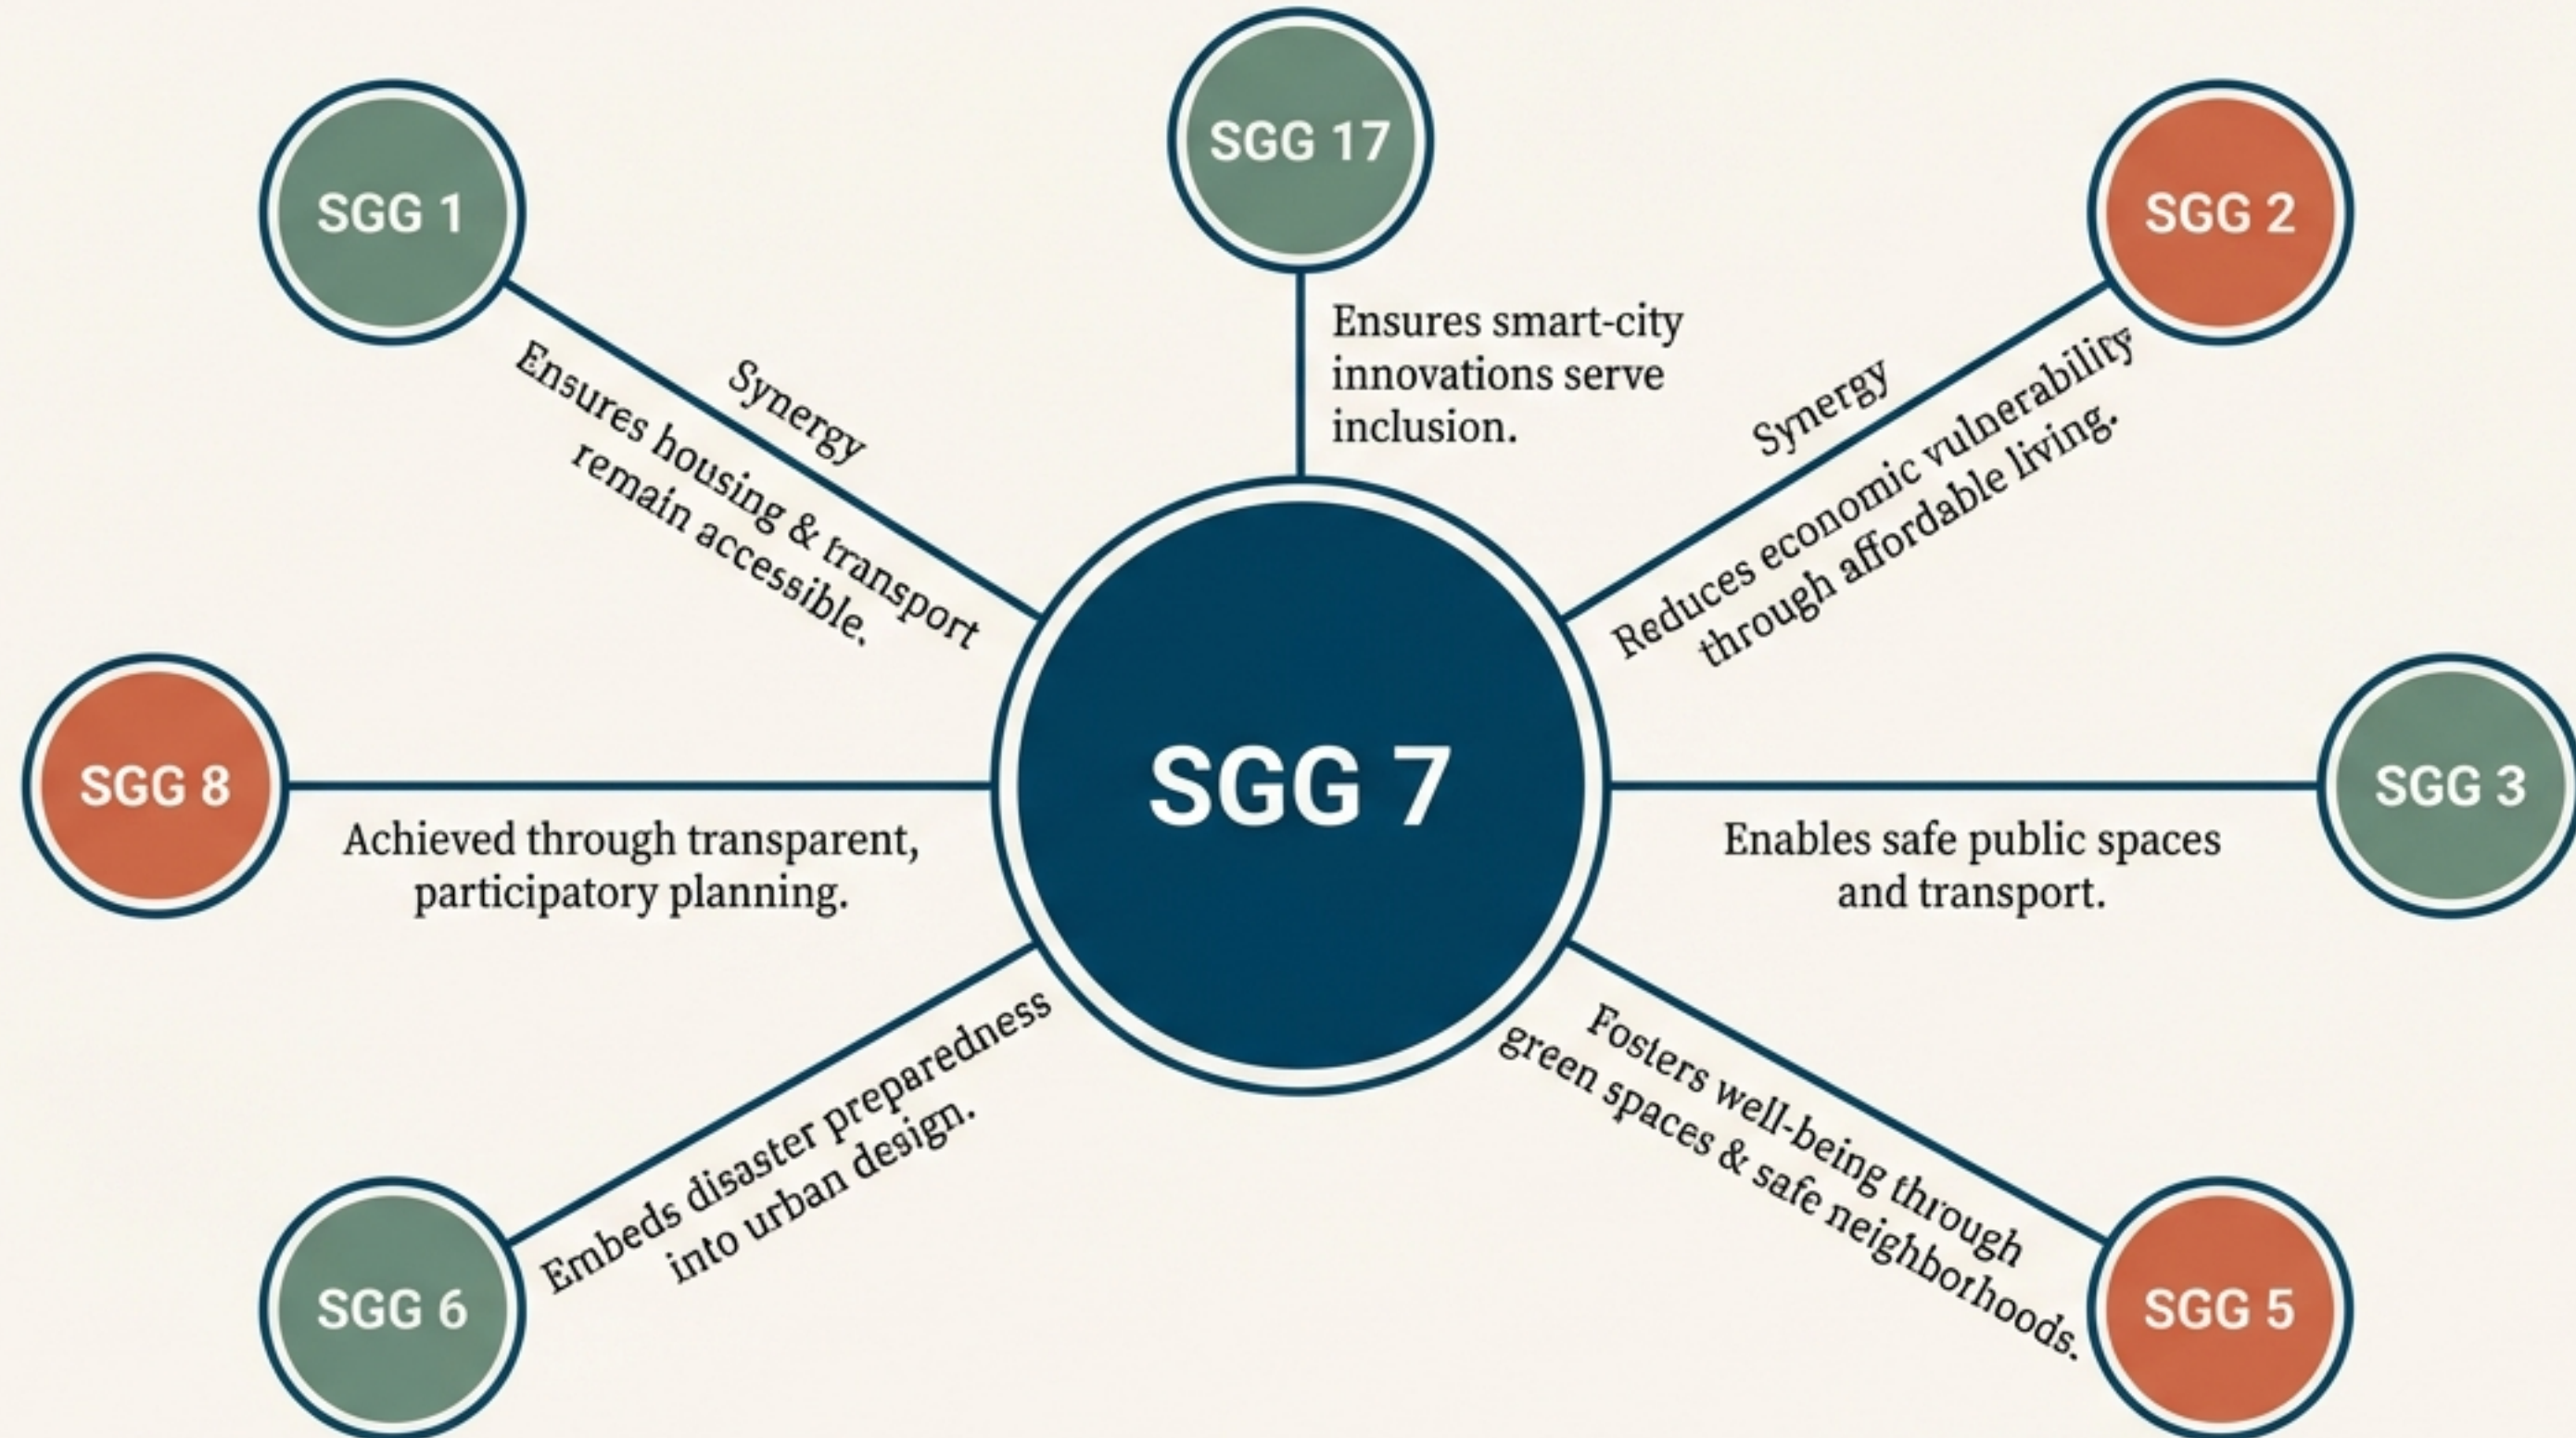 SGG 17
SGG 1
SGG 2
Ensures smart-city
innovations serve
inclusion.
Synergy
Ensures housing & transport
remain accessible.
Synergy
Reduces economic vulnerability
through affordable living.
SGG 8
SGG 7
SGG 3
Achieved through transparent,
participatory planning.
Enables safe public spaces
and transport.
Embeds disaster preparedness
into urban design.
Fosters well-being through
green spaces & safe neighborhoods.
SGG 6
SGG 5